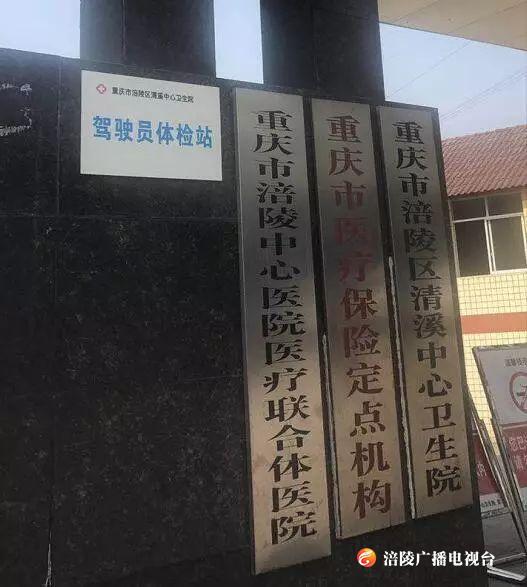 重庆市涪陵区清溪中心卫生院
驾驶员体检站
重庆市涪陵中心医院医疗联合体医院
重庆市医疗保险定点机构
重庆市涪陵区清溪中心卫生院
涪陵广播电视台